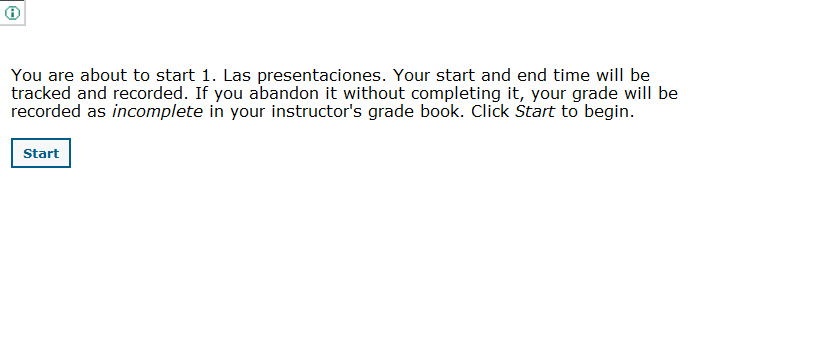 You are about to start 1. Las presentaciones. Your start and end time will be
tracked and recorded. If you abandon it without completing it, your grade will be
recorded as incomplete in your instructor's grade book. Click Start to begin.
Start